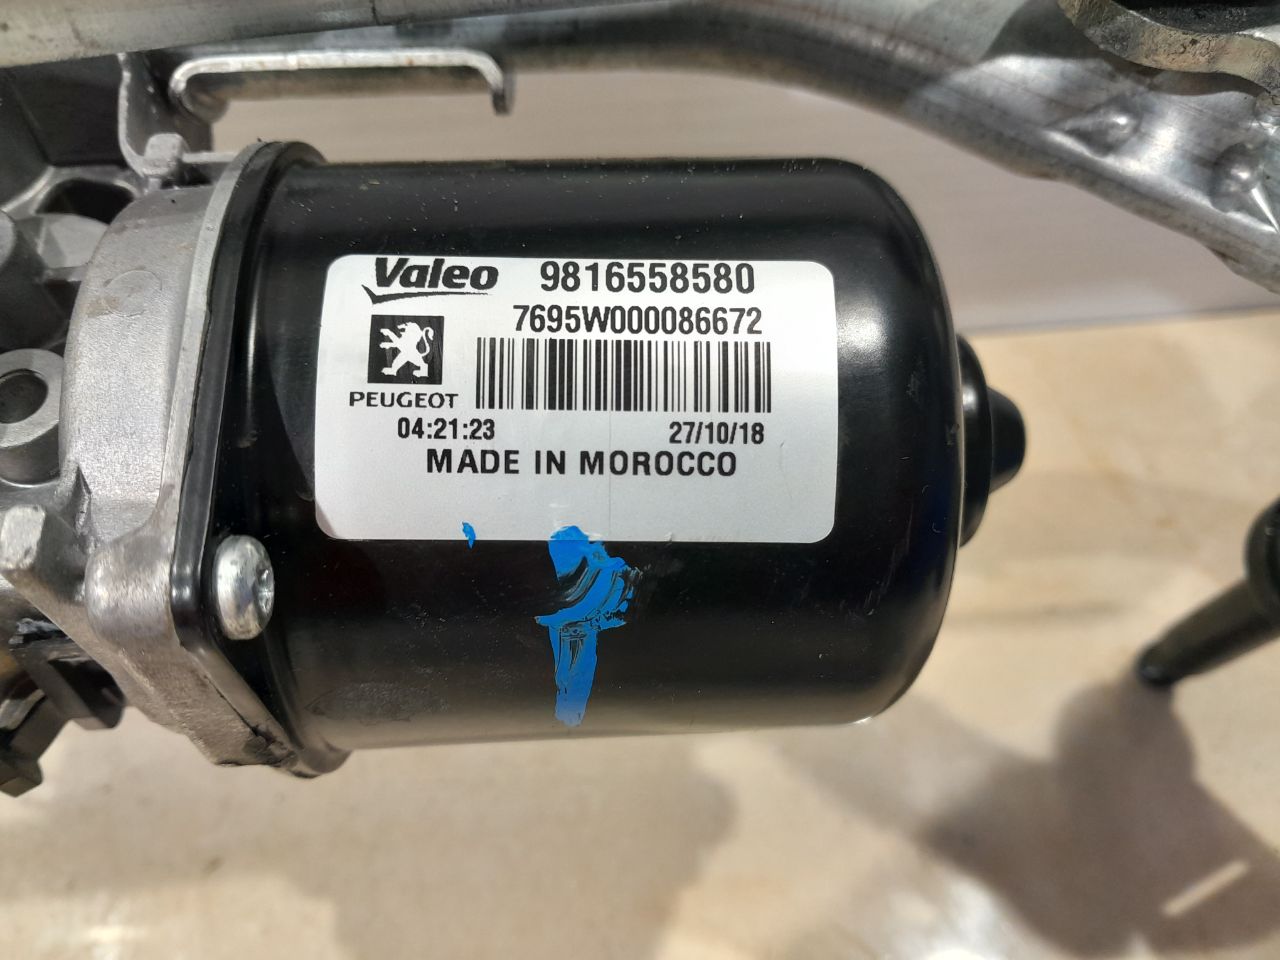 Valeo 9816558580
7695W000086672
PEUGEOT
04:21:23 27/10/18
MADE IN MOROCCO